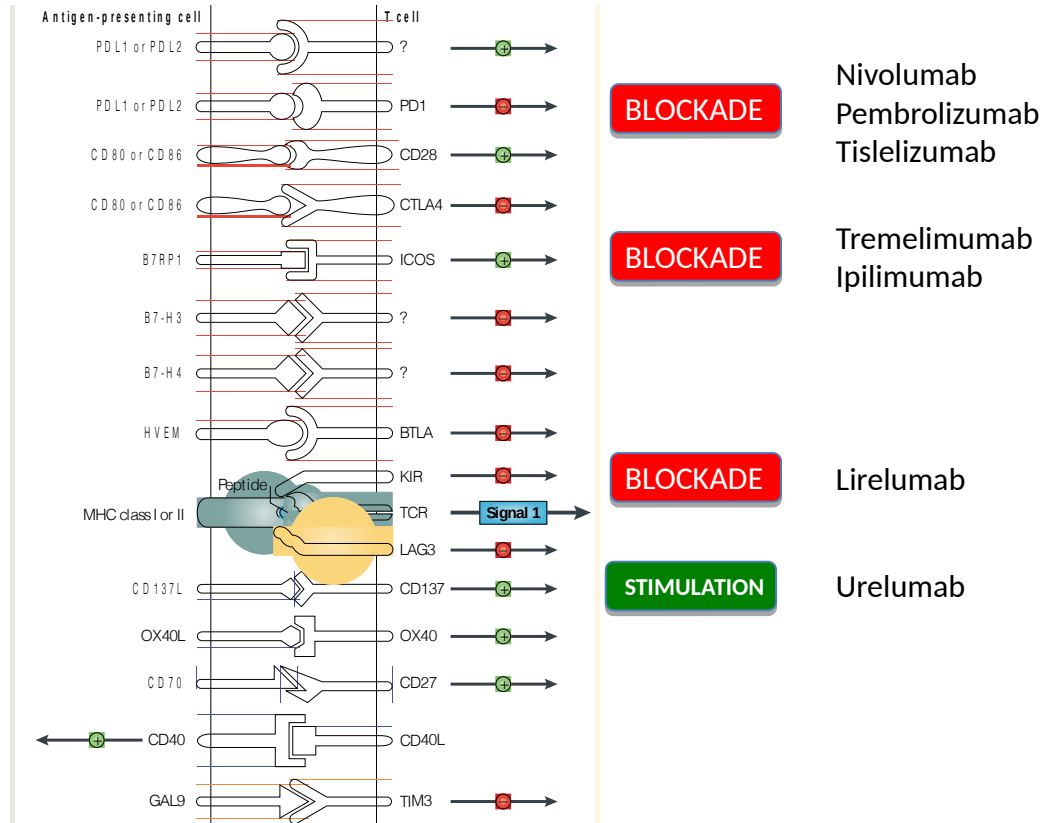 Antigen-presenting cell T cell
PDL1 or PDL2 ? +
Nivolumab
PDL1 or PDL2 PD1 – BLOCKADE Pembrolizumab
CD80 or CD86 CD28 + Tislelizumab
CD80 or CD86 CTLA4 –
Tremelimumab
B7RP1 ICOS + BLOCKADE
Ipilimumab
B7-H3 ? –
B7-H4 ? –
HVEM BTLA –
KIR – BLOCKADE Lirelumab
Peptide
MHC class I or II TCR Signal 1
LAG3 –
CD137L CD137 + STIMULATION Urelumab
OX40L OX40 +
CD70 CD27 +
+ CD40 CD40L
GAL9 TIM3 –